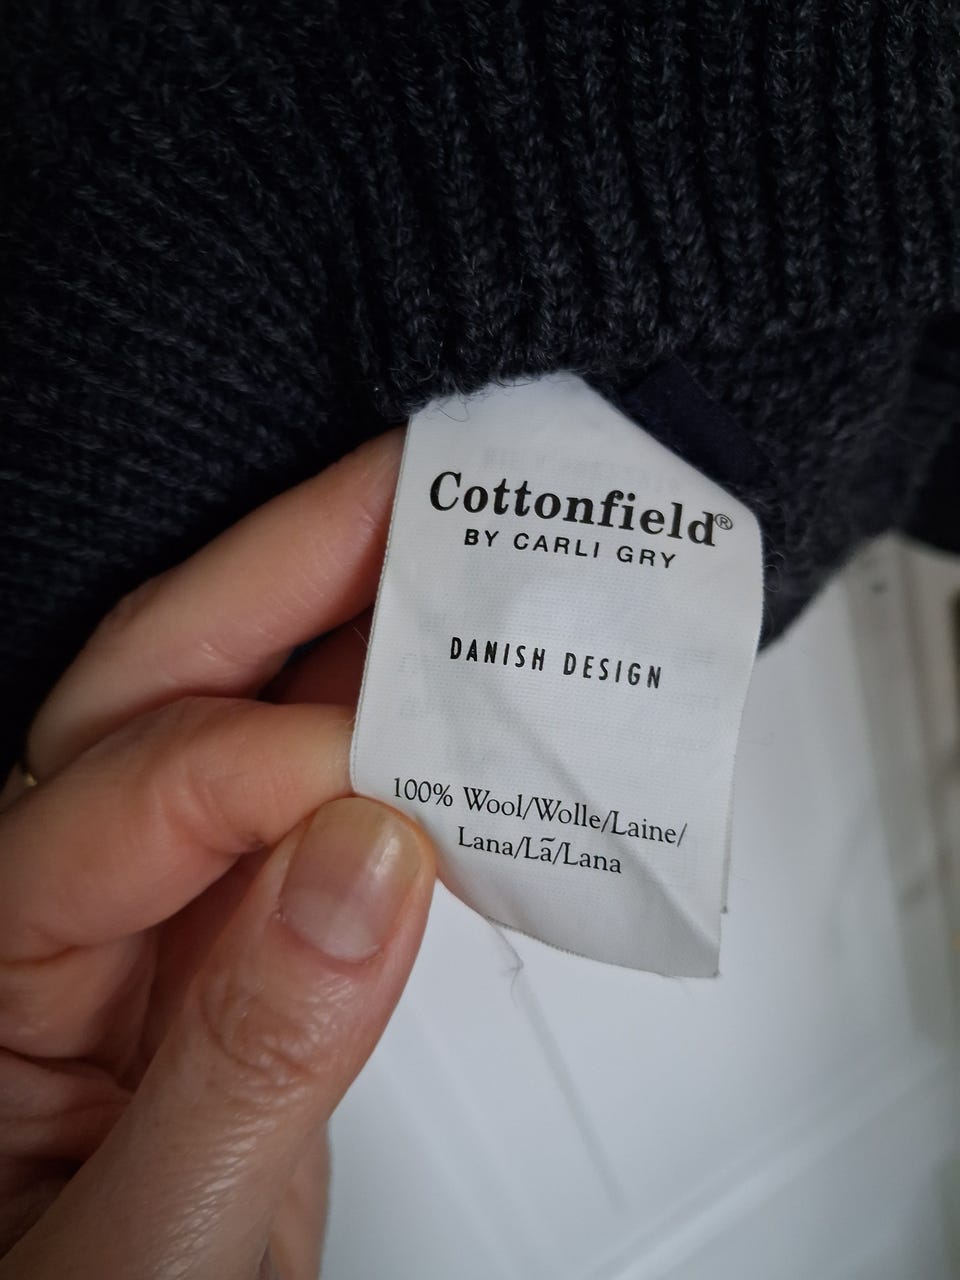 Cottonfield®
BY CARLI GRY
DANISH DESIGN
100% Wool/Wolle/Laine/
Lana/Lã/Lana